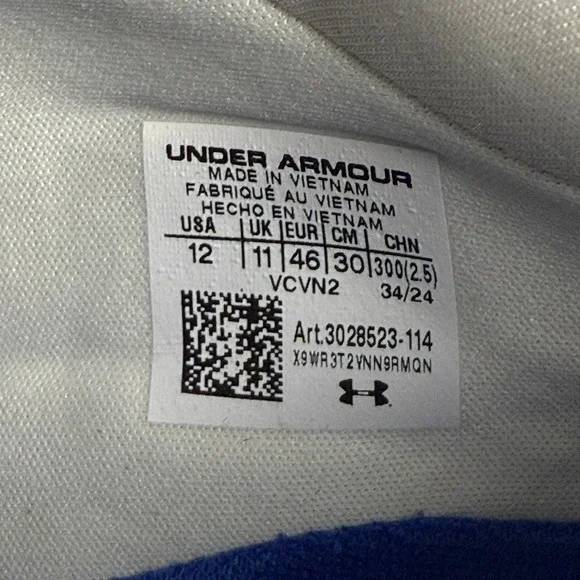 UNDER ARMOUR
MADE IN VIETNAM
FABRIQUÉ AU VIETNAM
HECHO EN VIETNAM
USA UK EUR CM CHN
12 11 46 30 300(2.5)
VCVN2 34/24
Art.3028523-114
X9WR3T2VNN9RMQN